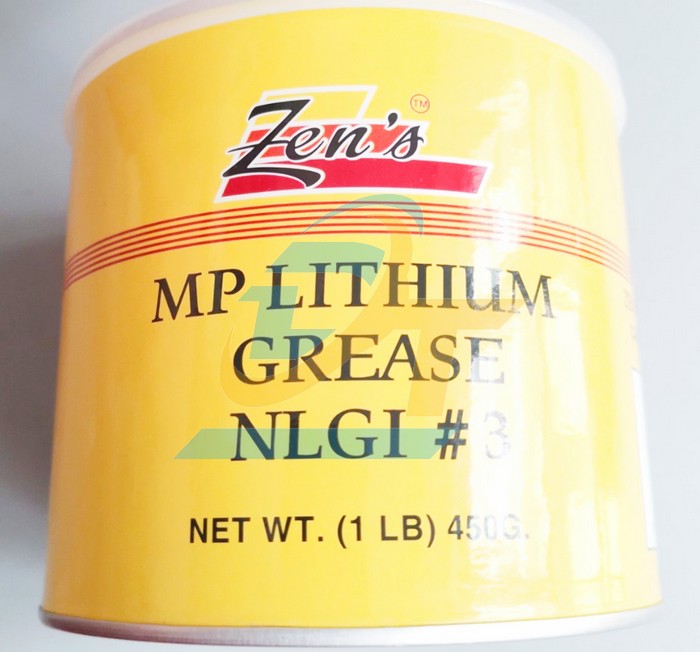 Zen's
TM
MP LITHIUM
GREASE
NLGI # 3
NET WT. (1 LB) 450G.